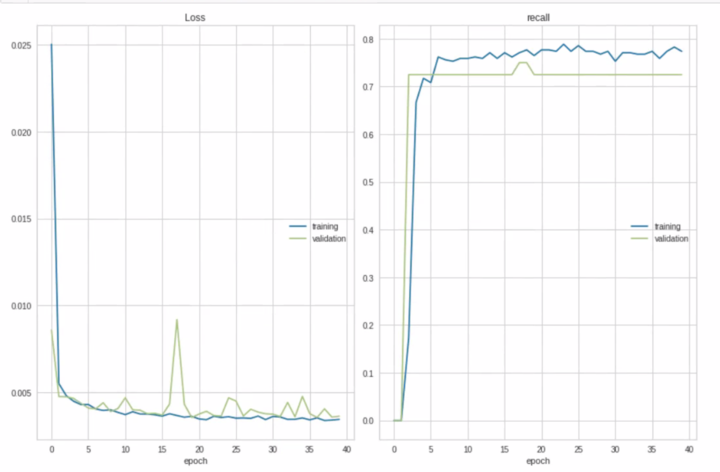 Loss
0.025
0.020
0.015
0.010
0.005
training
validation
0 5 10 15 20 25 30 35 40
epoch
recall
0.8
0.7
0.6
0.5
0.4
0.3
0.2
0.1
0.0
training
validation
0 5 10 15 20 25 30 35 40
epoch